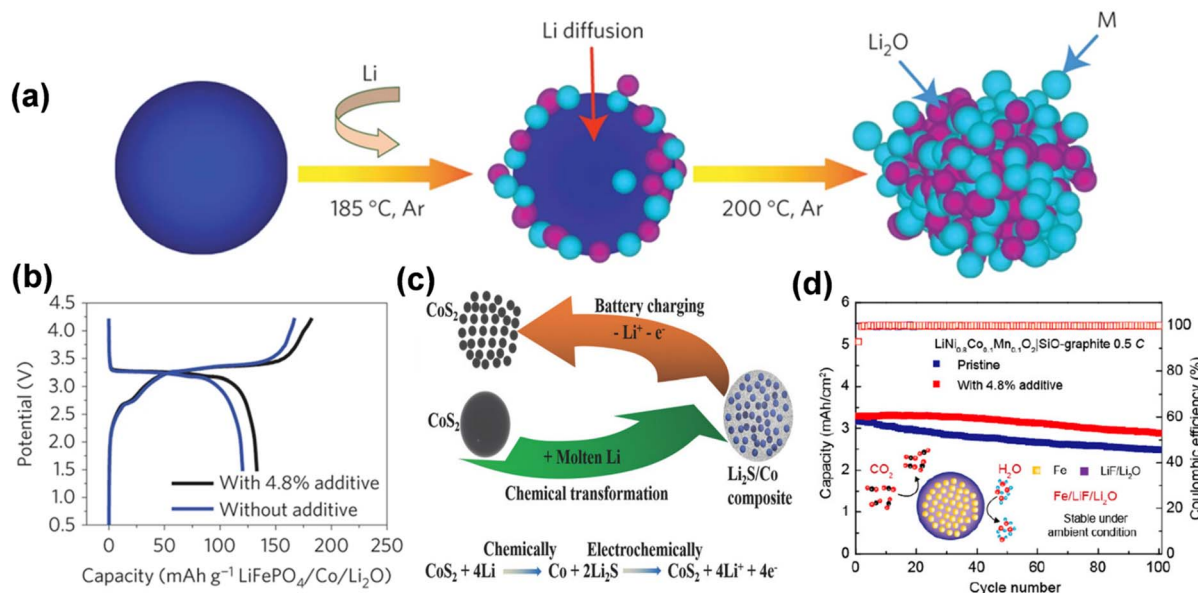 (a)
Li
185 °C, Ar
Li diffusion
200 °C, Ar
Li₂O
M
(b)
Potential (V)
4.5
4.0
3.5
3.0
2.5
2.0
1.5
1.0
0.5
With 4.8% additive
Without additive
0 50 100 150 200 250
Capacity (mAh g⁻¹ LiFePO₄/Co/Li₂O)
(c)
CoS₂
Battery charging
- Li⁺ - e⁻
CoS₂
+ Molten Li
Chemical transformation
Li₂S/Co
composite
Chemically Electrochemically
CoS₂ + 4Li Co + 2Li₂S CoS₂ + 4Li⁺ + 4e⁻
(d)
Capacity (mAh/cm²)
6
5
4
3
2
1
0
LiNi₀.₈Co₀.₁Mn₀.₁O₂|SiO-graphite 0.5 C
Pristine
With 4.8% additive
CO₂
H₂O
Fe LiF/Li₂O
Fe/LiF/Li₂O
Stable under
ambient condition
0 20 40 60 80 100
Cycle number
100
80
60
40
20
0
Coulombic efficiency (%)